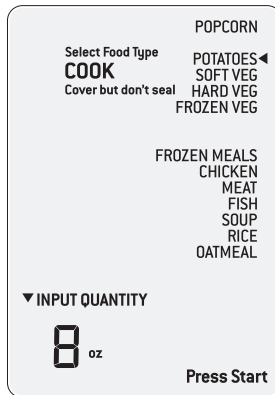 POPCORN
Select Food Type
COOK
Cover but don't seal
POTATOES◀
SOFT VEG
HARD VEG
FROZEN VEG
FROZEN MEALS
CHICKEN
MEAT
FISH
SOUP
RICE
OATMEAL
▼INPUT QUANTITY
8 oz
Press Start